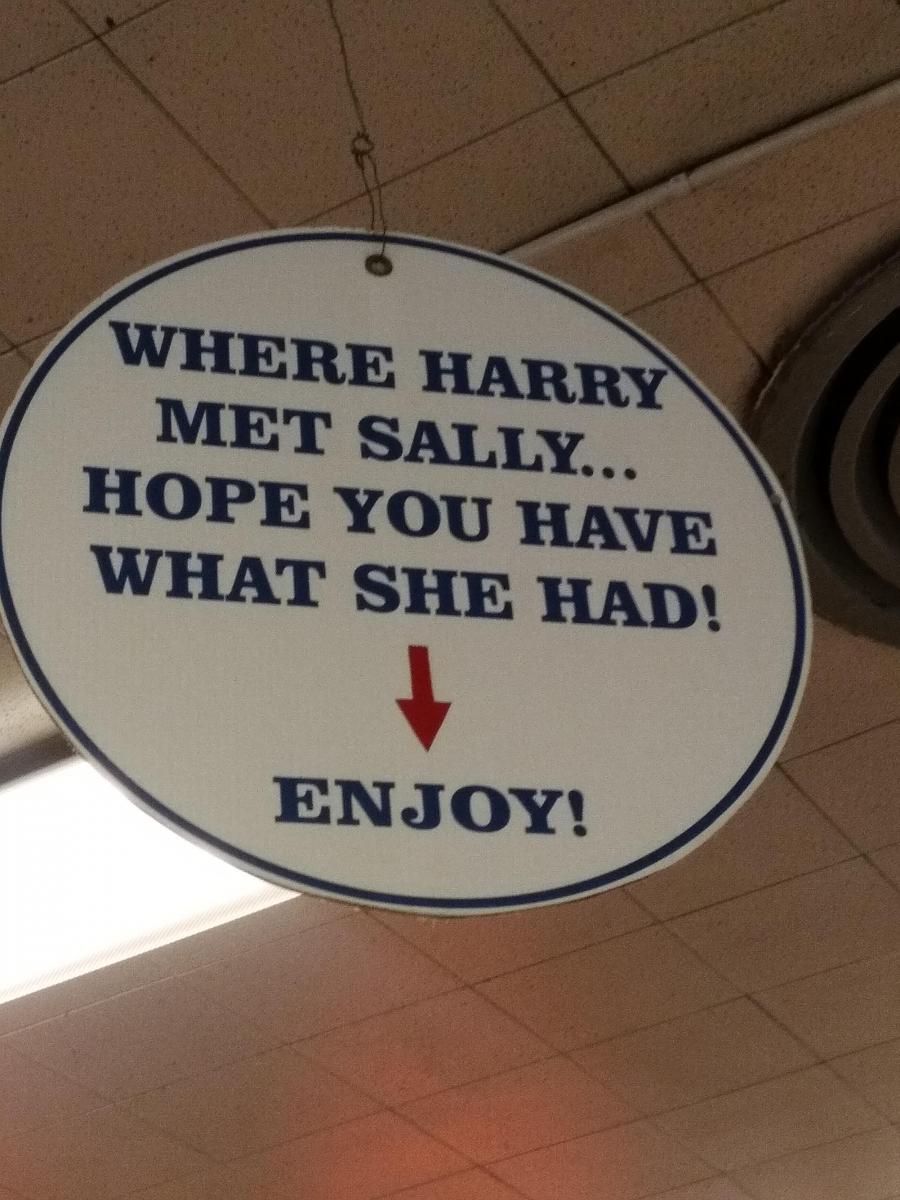 WHERE HARRY
MET SALLY...
HOPE YOU HAVE
WHAT SHE HAD!
ENJOY!